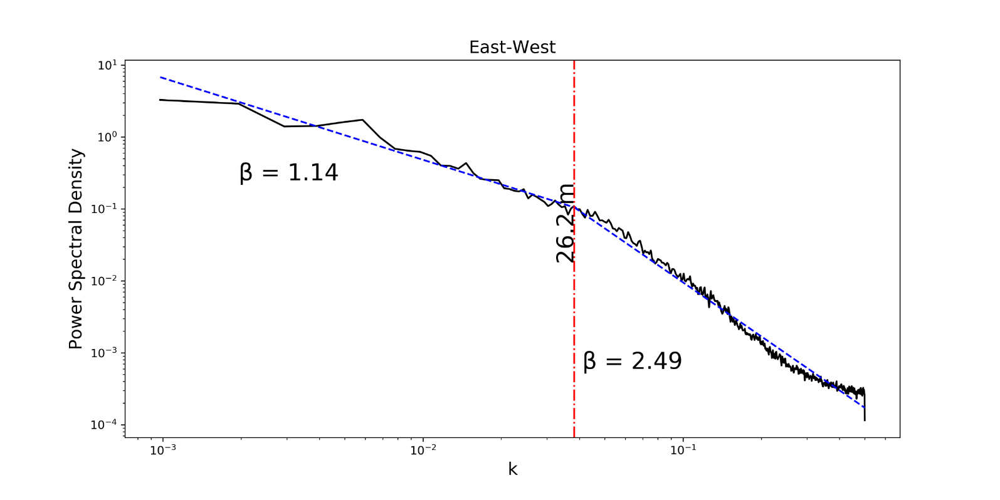 East-West
10¹
10⁰
10⁻¹
10⁻²
10⁻³
10⁻⁴
Power Spectral Density
β = 1.14
26.2 m
β = 2.49
10⁻³
10⁻²
10⁻¹
k